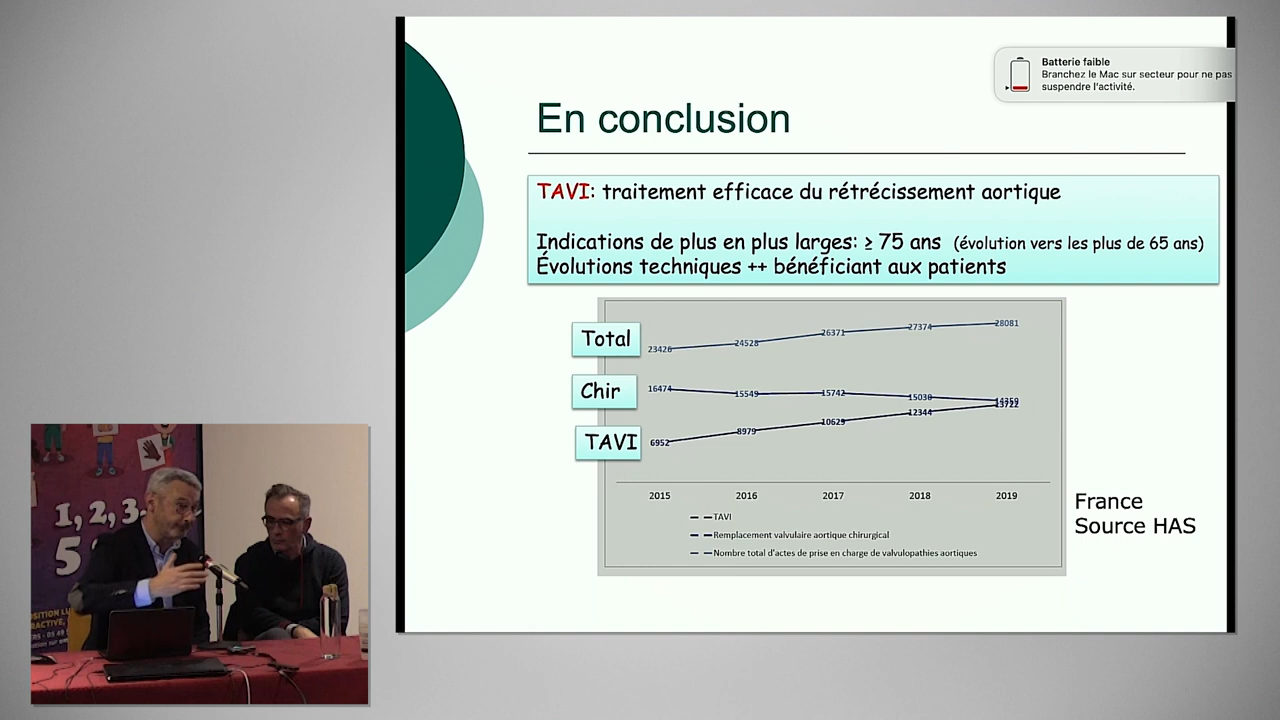 Batterie faible
Branchez le Mac sur secteur pour ne pas
suspendre l'activité.
En conclusion
TAVI: traitement efficace du rétrécissement aortique
Indications de plus en plus larges: ≥ 75 ans (évolution vers les plus de 65 ans)
Évolutions techniques ++ bénéficiant aux patients
Total
23426 24528 26371 27374 28081
Chir
16474 15549 15742 15030 14359
TAVI
6952 8979 10629 12344 13722
2015 2016 2017 2018 2019
TAVI
Remplacement valvulaire aortique chirurgical
Nombre total d'actes de prise en charge de valvulopathies aortiques
France
Source HAS
1, 2, 3
5